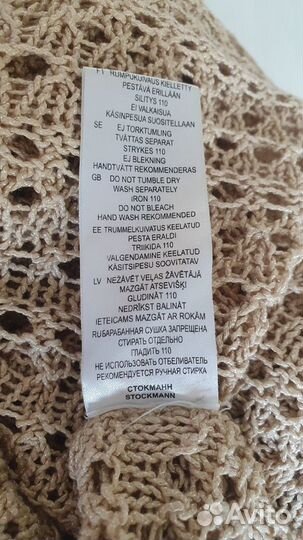 FI RUMPUKUIVAUS KIELLETTY
PESTÄVÄ ERILLÄÄN
SILITYS 110
EI VALKAISUA
KÄSINPESUA SUOSITELLAAN
SE EJ TORKTUMLING
TVÄTTAS SEPARAT
STRYKES 110
EJ BLEKNING
HANDTVÄTT REKOMMENDERAS
GB DO NOT TUMBLE DRY
WASH SEPARATELY
IRON 110
DO NOT BLEACH
HAND WASH RECOMMENDED
EE TRUMMELKUIVATUS KEELATUD
PESTA ERALDI
TRIIKIDA 110
VALGENDAMINE KEELATUD
KÄSITSIPESU SOOVITATAV
LV NEŽĀVĒT VEĻAS ŽĀVĒTĀJĀ
MAZGĀT ATSEVIŠĶI
GLUDINĀT 110
NEDRĪKST BALINĀT
IETEICAMS MAZGĀT AR ROKĀM
RU БАРАБАННАЯ СУШКА ЗАПРЕЩЕНА
СТИРАТЬ ОТДЕЛЬНО
ГЛАДИТЬ 110
НЕ ИСПОЛЬЗОВАТЬ ОТБЕЛИВАТЕЛЬ
РЕКОМЕНДУЕТСЯ РУЧНАЯ СТИРКА
СТОКМАНН
STOCKMANN
Avito